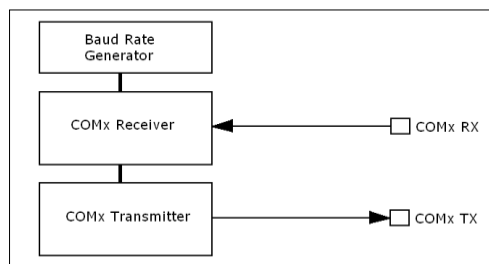 Baud Rate
Generator
COMx Receiver
COMx RX
COMx Transmitter
COMx TX